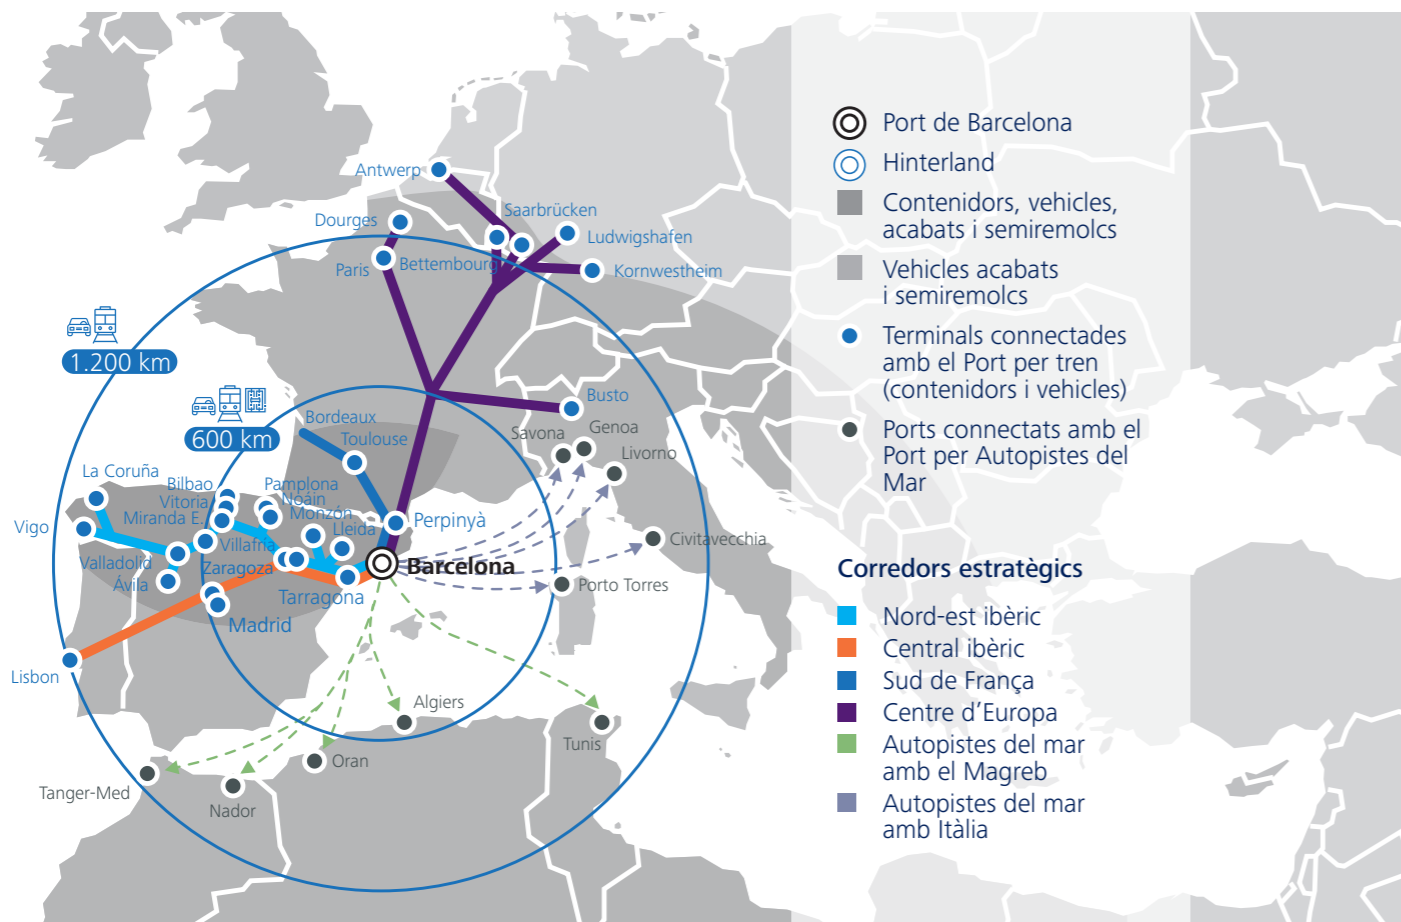 Antwerp
Dourges
Saarbrücken
Ludwigshafen
Paris
Bettembourg
Kornwestheim
1.200 km
600 km
Bordeaux
Toulouse
Busto
Savona
Genoa
Livorno
La Coruña
Bilbao
Vitoria
Miranda E.
Pamplona
Noáin
Monzón
Lleida
Perpinyà
Vigo
Villafría
Valladolid
Zaragoza
Ávila
Tarragona
Barcelona
Civitavecchia
Porto Torres
Madrid
Lisbon
Algiers
Tunis
Oran
Tanger-Med
Nador
Port de Barcelona
Hinterland
Contenidors, vehicles,
acabats i semiremolcs
Vehicles acabats
i semiremolcs
Terminals connectades
amb el Port per tren
(contenidors i vehicles)
Ports connectats amb el
Port per Autopistes del
Mar
Corredors estratègics
Nord-est ibèric
Central ibèric
Sud de França
Centre d'Europa
Autopistes del mar
amb el Magreb
Autopistes del mar
amb Itàlia